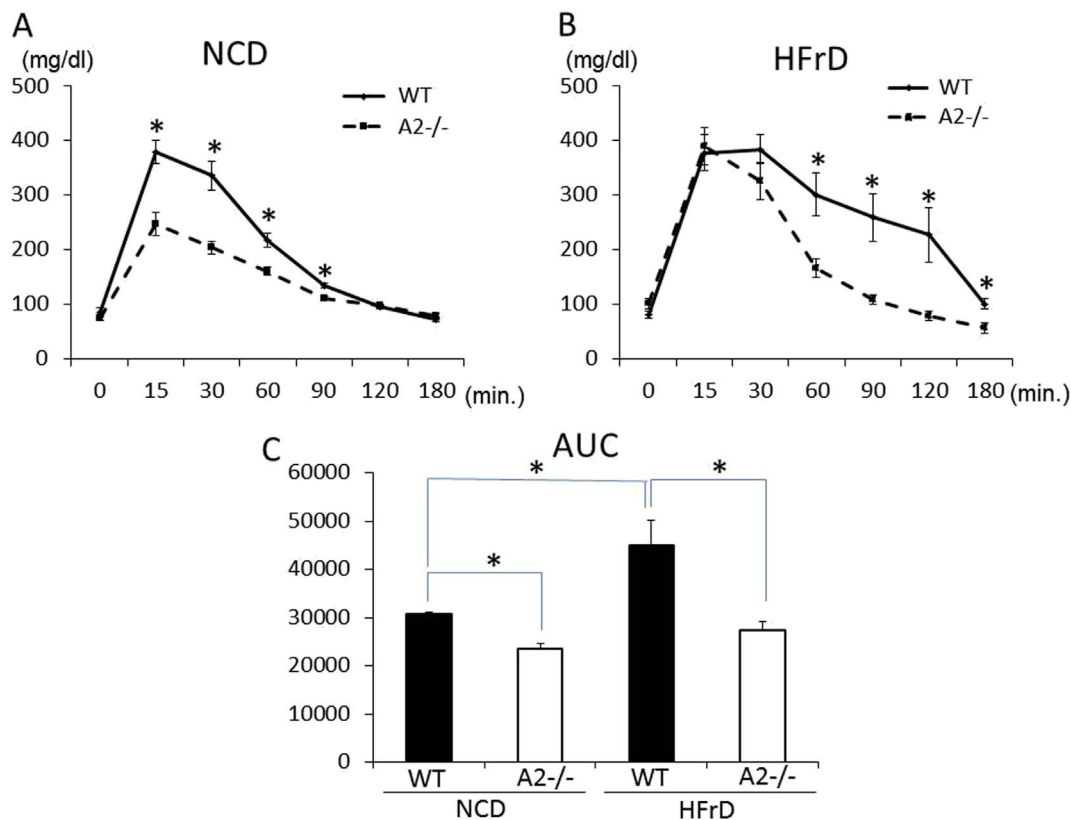 A
NCD
(mg/dl)
500
400
300
200
100
0
WT
A2-/-
* * * *
0 15 30 60 90 120 180 (min.)
B
HFrD
(mg/dl)
500
400
300
200
100
0
WT
A2-/-
* * * *
0 15 30 60 90 120 180 (min.)
C
AUC
60000
50000
40000
30000
20000
10000
0
* * *
WT A2-/- WT A2-/-
NCD HFrD